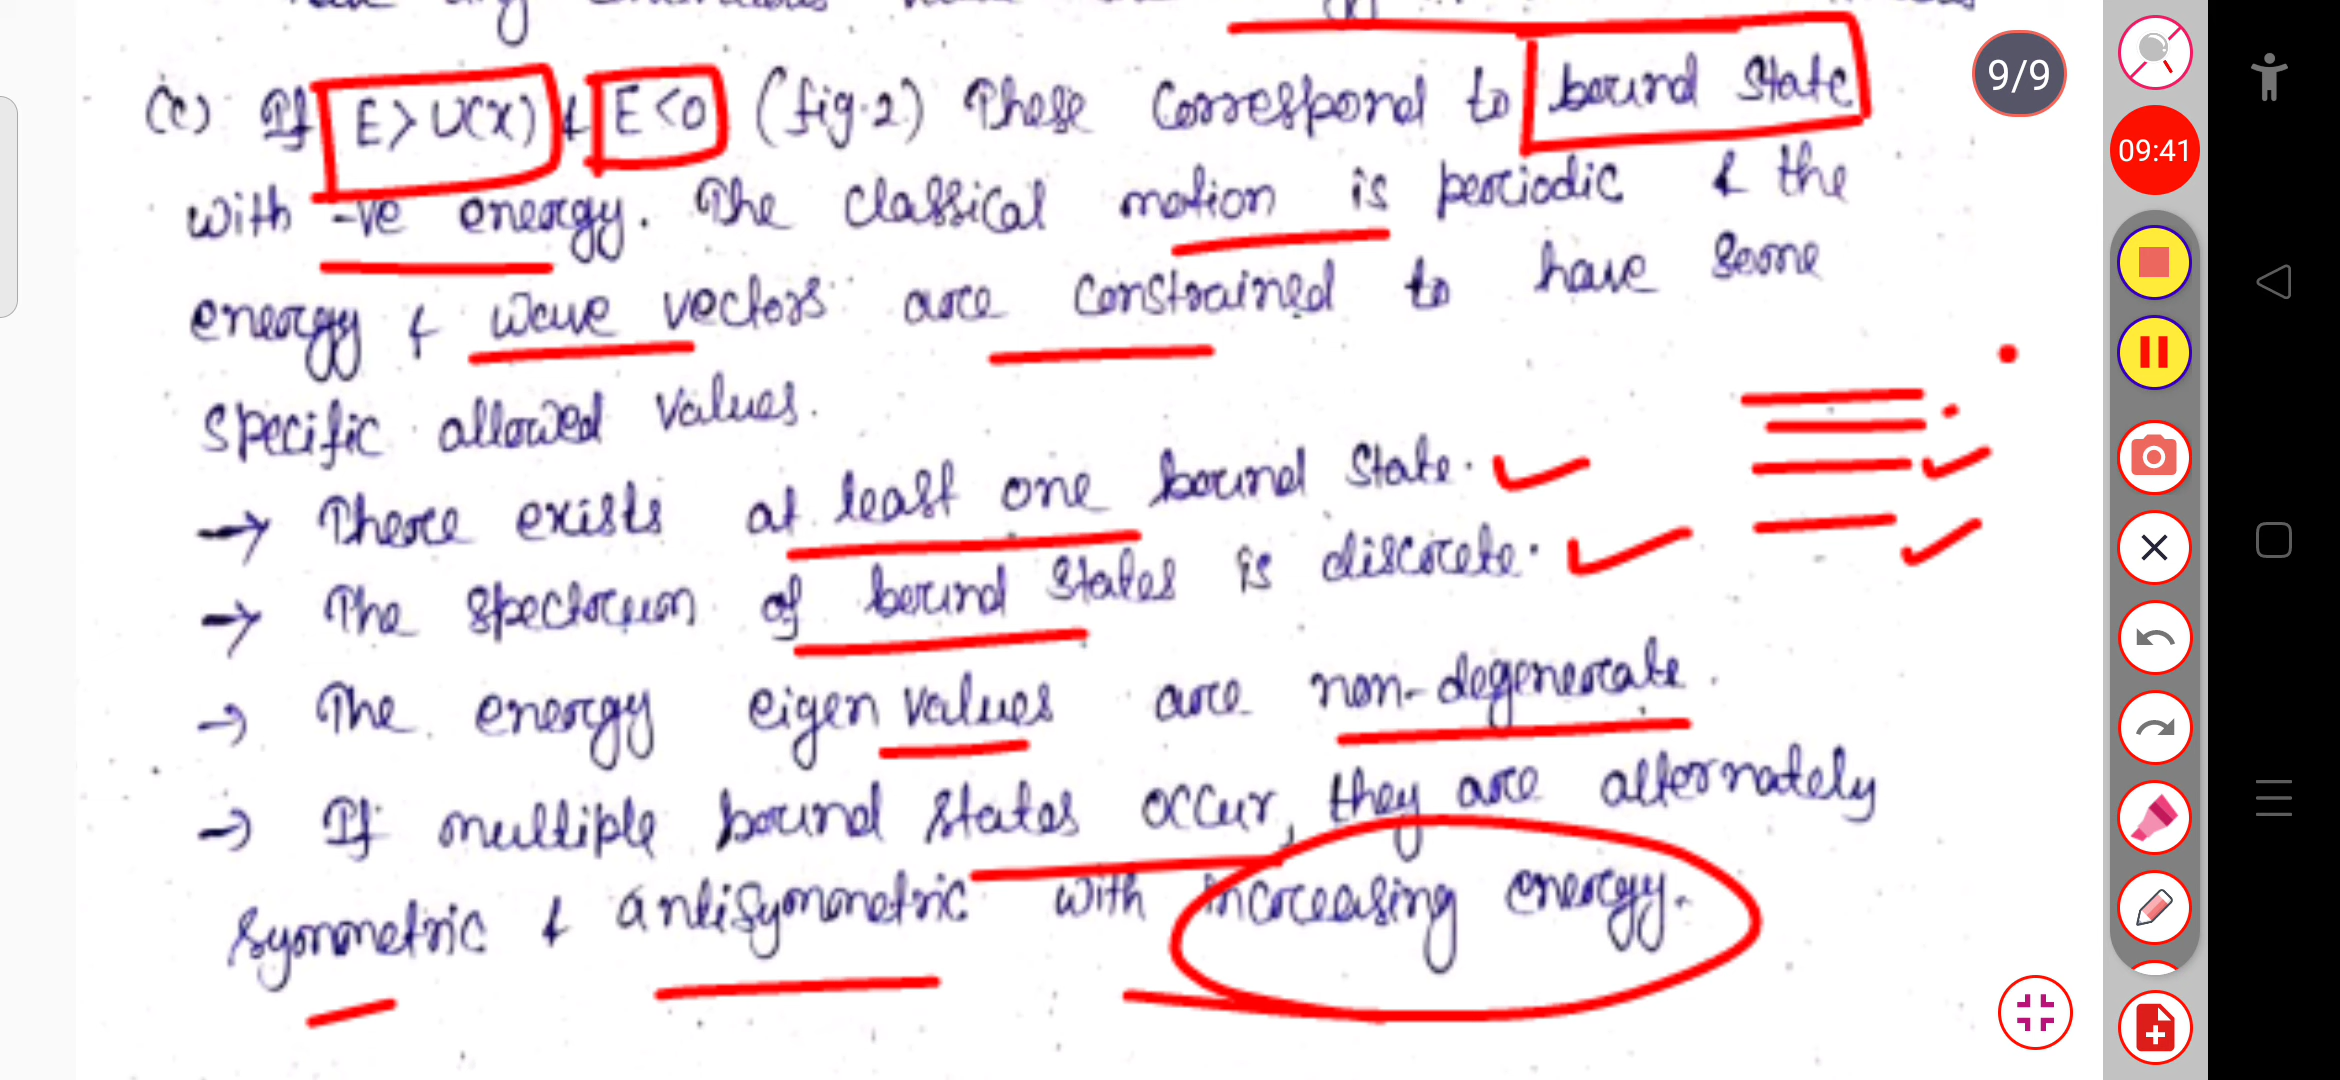 9/9
(c) If E>U(x) & E<0 (fig.2) These Correspond to bound State
with -ve energy. The classical motion is periodic & the
energy & wave vectors are constrained to have some
specific allowed values.
→ There exists at least one bound state.
→ The spectrum of bound states is discrete.
→ The energy eigen values are non-degenerate.
→ If multiple bound states occur, they are alternately
symmetric & antisymmetric with increasing energy.
09:41